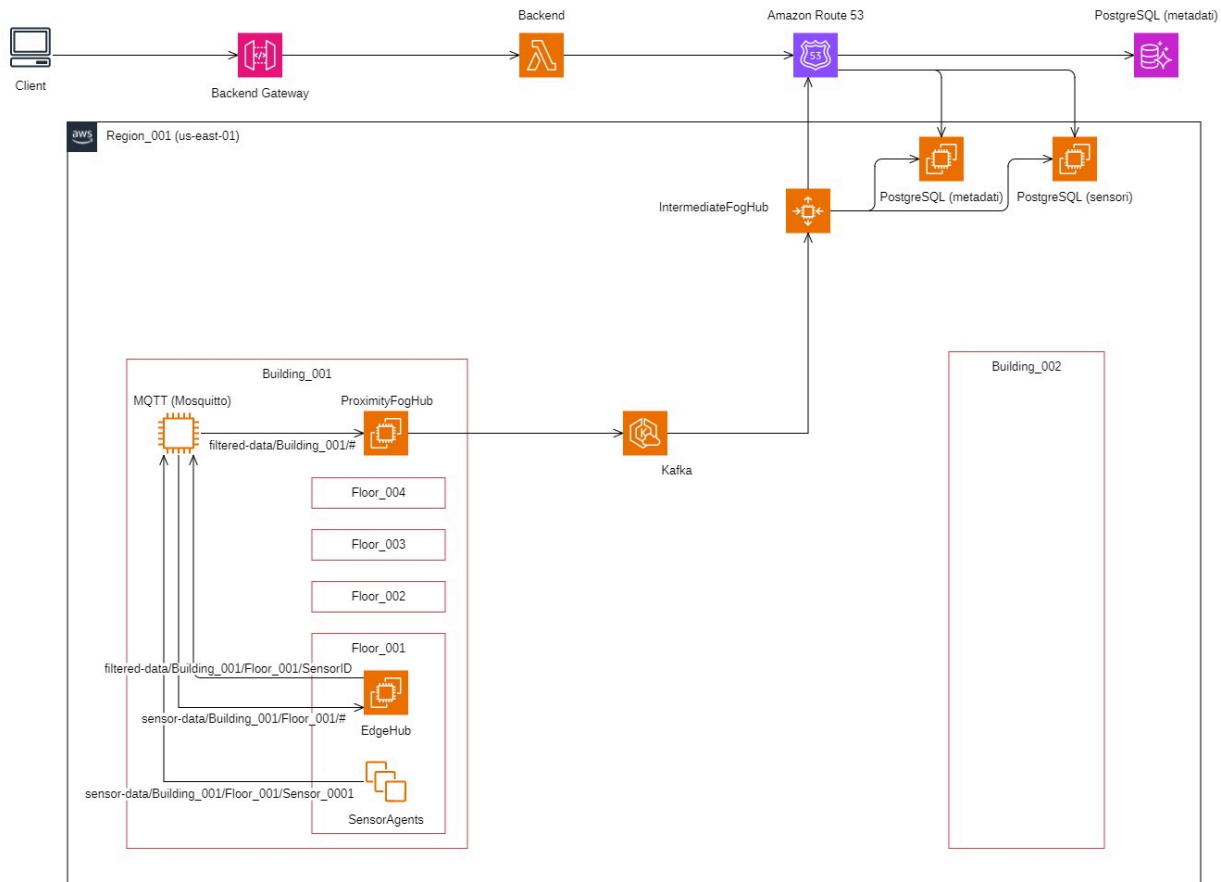 Client
Backend Gateway
Backend
Amazon Route 53
53
PostgreSQL (metadati)
aws
Region_001 (us-east-01)
IntermediateFogHub
PostgreSQL (metadati)
PostgreSQL (sensori)
Building_001
MQTT (Mosquitto)
ProximityFogHub
filtered-data/Building_001/#
Kafka
Floor_004
Floor_003
Floor_002
Floor_001
filtered-data/Building_001/Floor_001/SensorID
sensor-data/Building_001/Floor_001/#
EdgeHub
sensor-data/Building_001/Floor_001/Sensor_0001
SensorAgents
Building_002